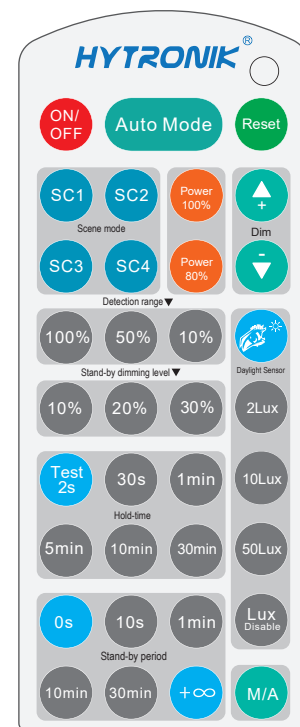 HYTRONIK®
ON/
OFF
Auto Mode
Reset
SC1
SC2
Power
100%
+
Scene mode
Dim
SC3
SC4
Power
80%
-
Detection range▼
100%
50%
10%
Daylight Sensor
Stand-by dimming level▼
10%
20%
30%
2Lux
Test
2s
30s
1min
10Lux
Hold-time
5min
10min
30min
50Lux
0s
10s
1min
Lux
Disable
Stand-by period
10min
30min
+∞
M/A